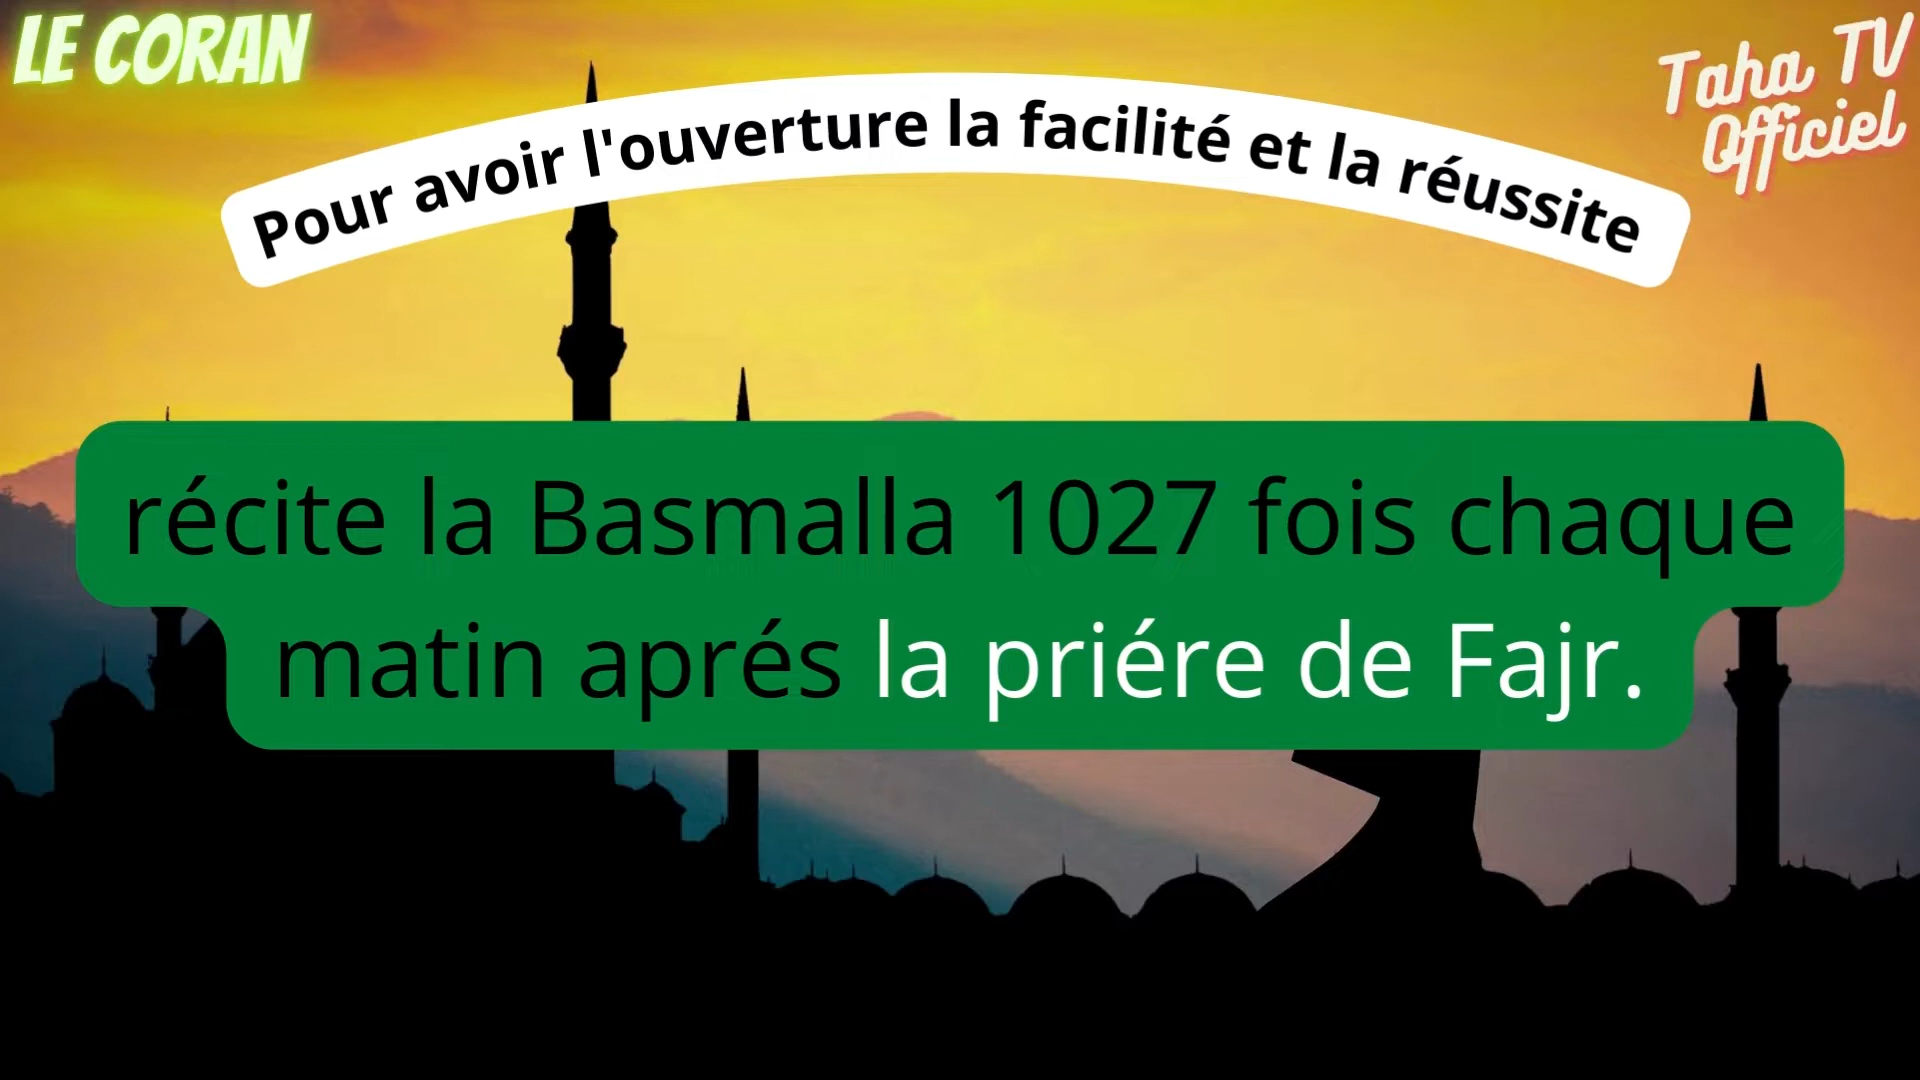 LE CORAN
Taha TV
Officiel
Pour avoir l'ouverture la facilité et la réussite
récite la Basmalla 1027 fois chaque
matin aprés la priére de Fajr.